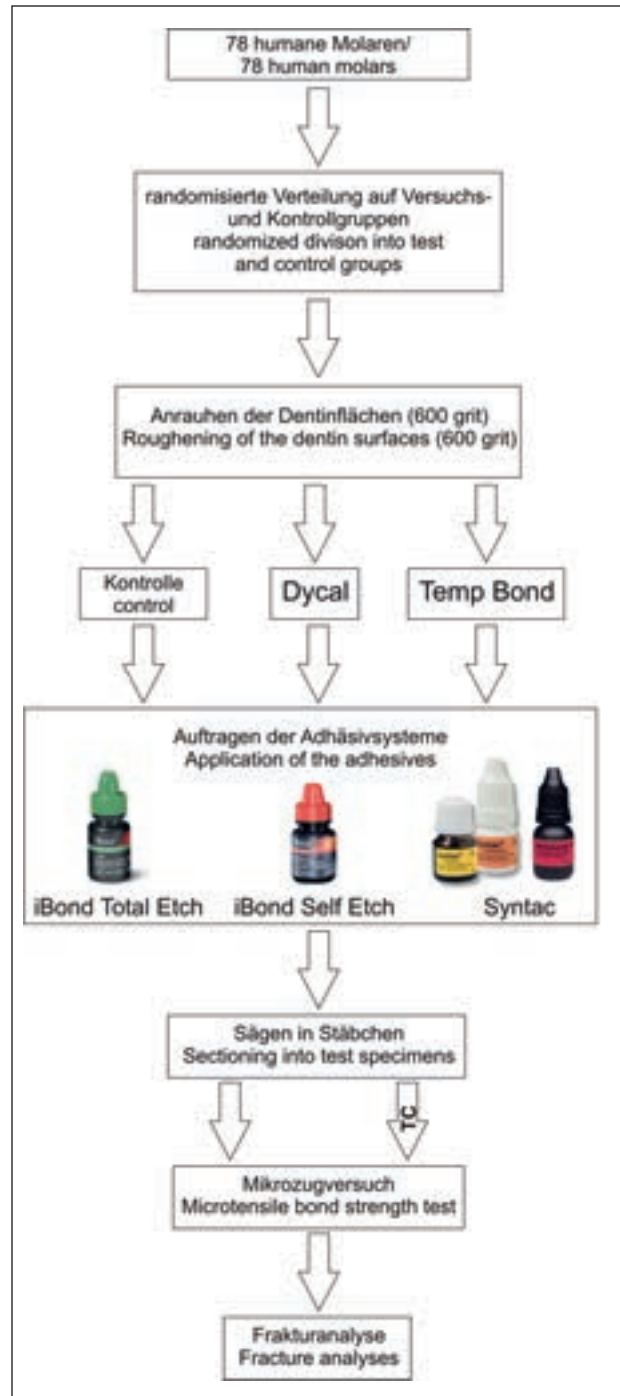 78 humane Molaren/
78 human molars
randomisierte Verteilung auf Versuchs-
und Kontrollgruppen
randomized divison into test
and control groups
Anrauhen der Dentinflächen (600 grit)
Roughening of the dentin surfaces (600 grit)
Kontrolle
control
Dycal
Temp Bond
Auftragen der Adhäsivsysteme
Application of the adhesives
iBond Total Etch
iBond Self Etch
Syntac
Sägen in Stäbchen
Sectioning into test specimens
TC
Mikrozugversuch
Microtensile bond strength test
Frakturanalyse
Fracture analyses